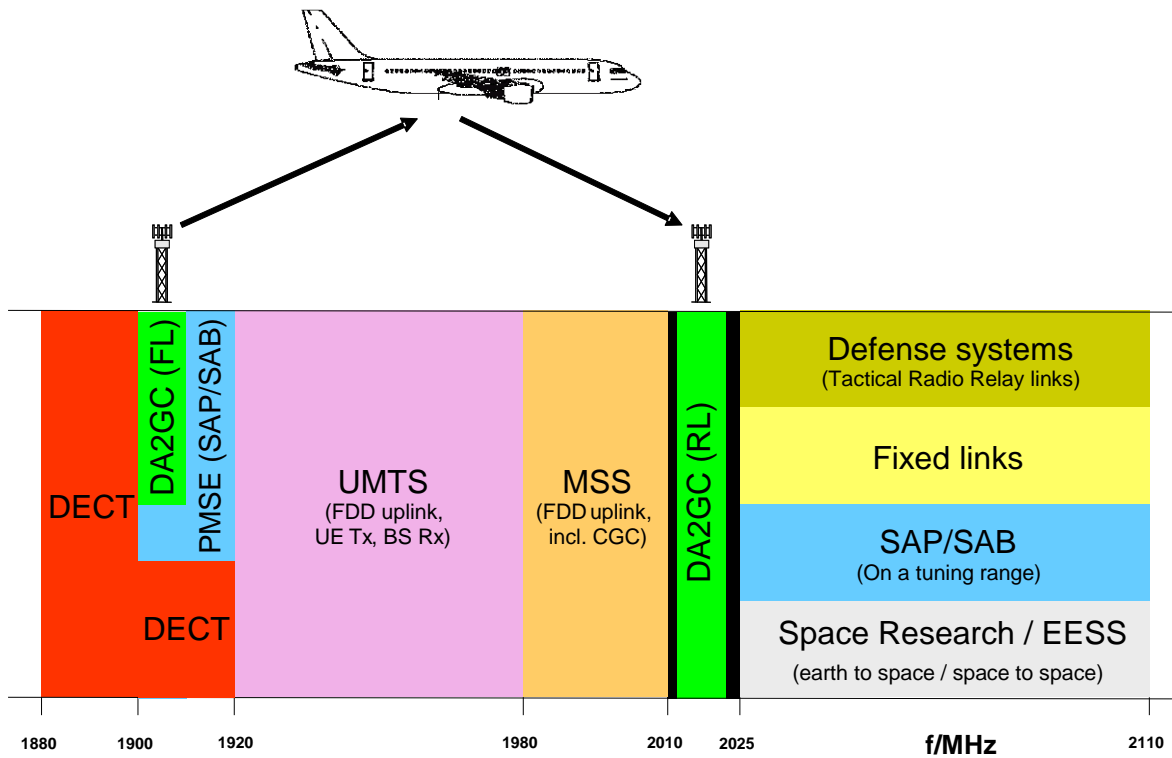 DECT
DA2GC (FL)
PMSE (SAP/SAB)
DECT
UMTS
(FDD uplink,
UE Tx, BS Rx)
MSS
(FDD uplink,
incl. CGC)
DA2GC (RL)
Defense systems
(Tactical Radio Relay links)
Fixed links
SAP/SAB
(On a tuning range)
Space Research / EESS
(earth to space / space to space)
1880 1900 1920 1980 2010 2025 f/MHz 2110